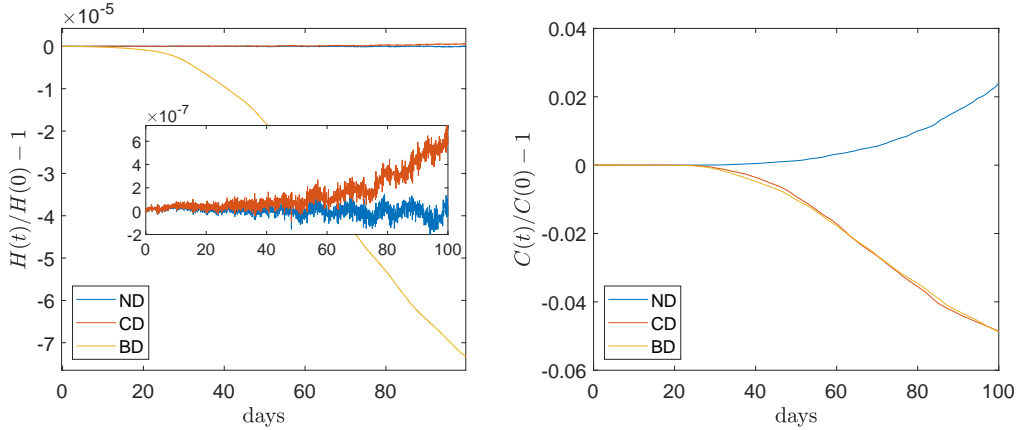 ×10⁻⁵
0
-1
-2
-3
-4
-5
-6
-7
H(t)/H(0) − 1
0 20 40 60 80 100
days
×10⁻⁷
6
4
2
0
-2
0 20 40 60 80 100
ND
CD
BD
0.04
0.02
0
-0.02
-0.04
-0.06
C(t)/C(0) − 1
0 20 40 60 80 100
days
ND
CD
BD